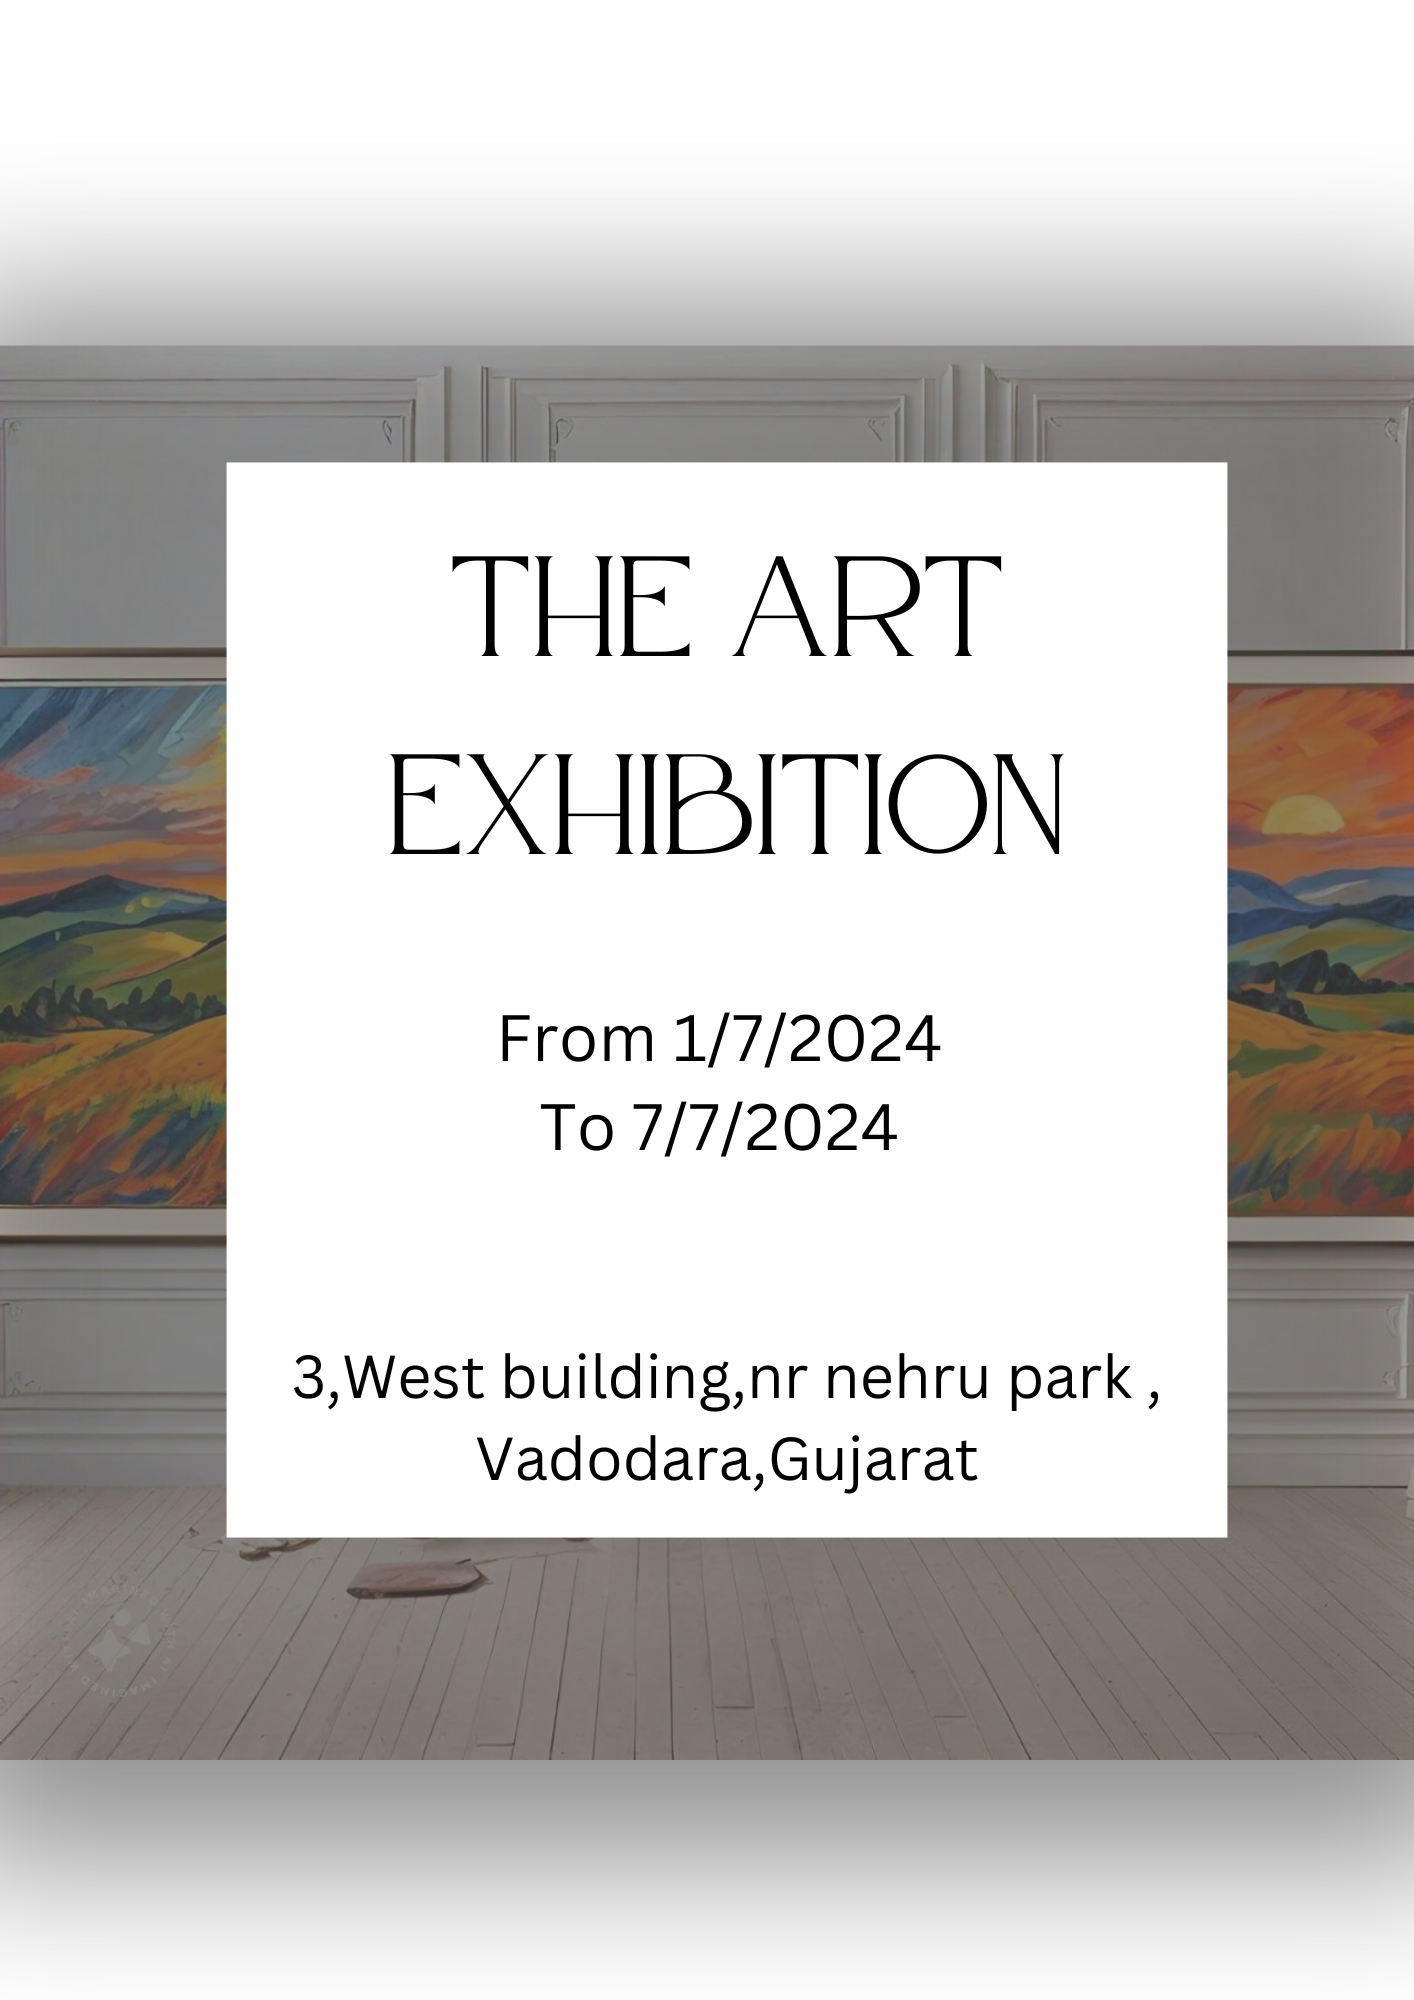 THE ART
EXHIBITION
From 1/7/2024
To 7/7/2024
3,West building,nr nehru park ,
Vadodara,Gujarat